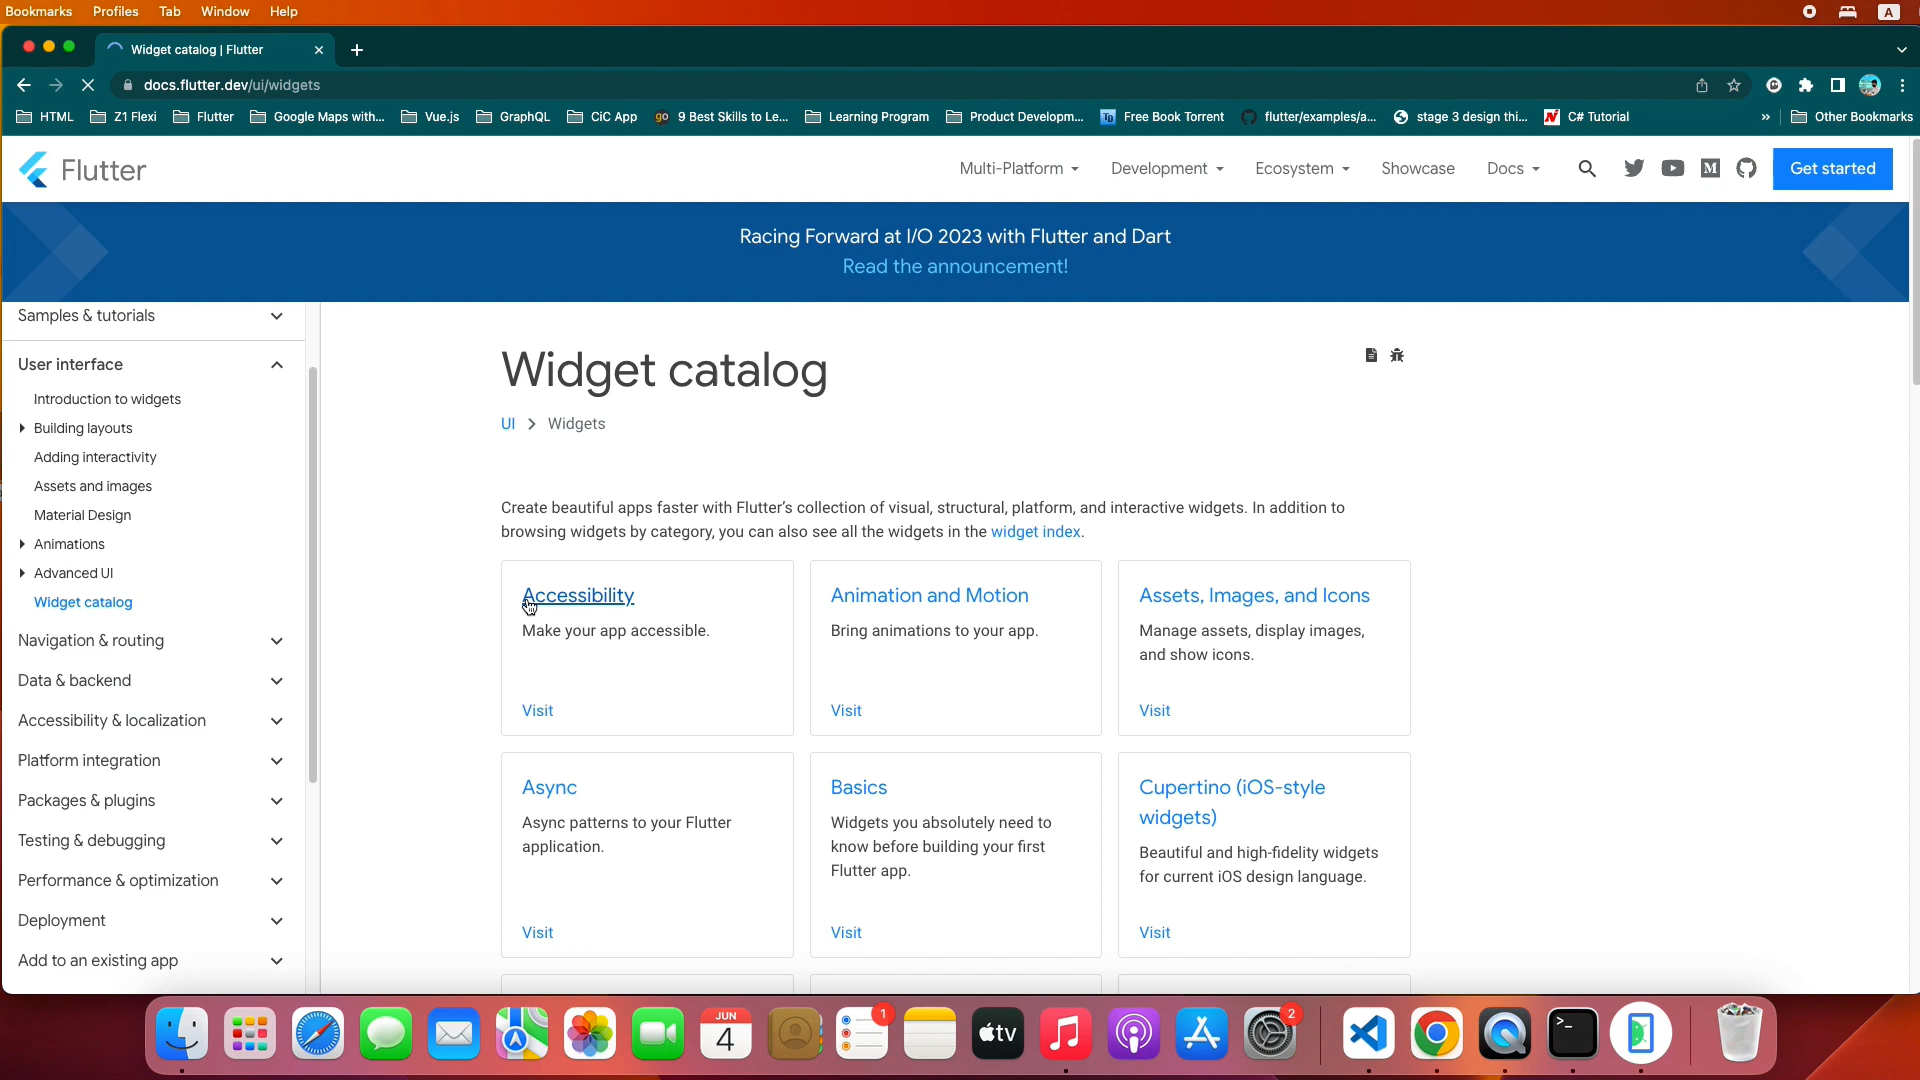 Bookmarks Profiles Tab Window Help
A
Widget catalog | Flutter
docs.flutter.dev/ui/widgets
HTML Z1 Flexi Flutter Google Maps with... Vue.js GraphQL CiC App go 9 Best Skills to Le... Learning Program Product Developm... Free Book Torrent flutter/examples/a... stage 3 design thi... C# Tutorial » Other Bookmarks
Flutter
Multi-Platform Development Ecosystem Showcase Docs Get started
Racing Forward at I/O 2023 with Flutter and Dart
Read the announcement!
Samples & tutorials
User interface
Introduction to widgets
Building layouts
Adding interactivity
Assets and images
Material Design
Animations
Advanced UI
Widget catalog
Navigation & routing
Data & backend
Accessibility & localization
Platform integration
Packages & plugins
Testing & debugging
Performance & optimization
Deployment
Add to an existing app
Widget catalog
UI > Widgets
Create beautiful apps faster with Flutter's collection of visual, structural, platform, and interactive widgets. In addition to
browsing widgets by category, you can also see all the widgets in the widget index.
Accessibility
Make your app accessible.
Visit
Animation and Motion
Bring animations to your app.
Visit
Assets, Images, and Icons
Manage assets, display images,
and show icons.
Visit
Async
Async patterns to your Flutter
application.
Visit
Basics
Widgets you absolutely need to
know before building your first
Flutter app.
Visit
Cupertino (iOS-style
widgets)
Beautiful and high-fidelity widgets
for current iOS design language.
Visit
JUN
4
1
tv
2